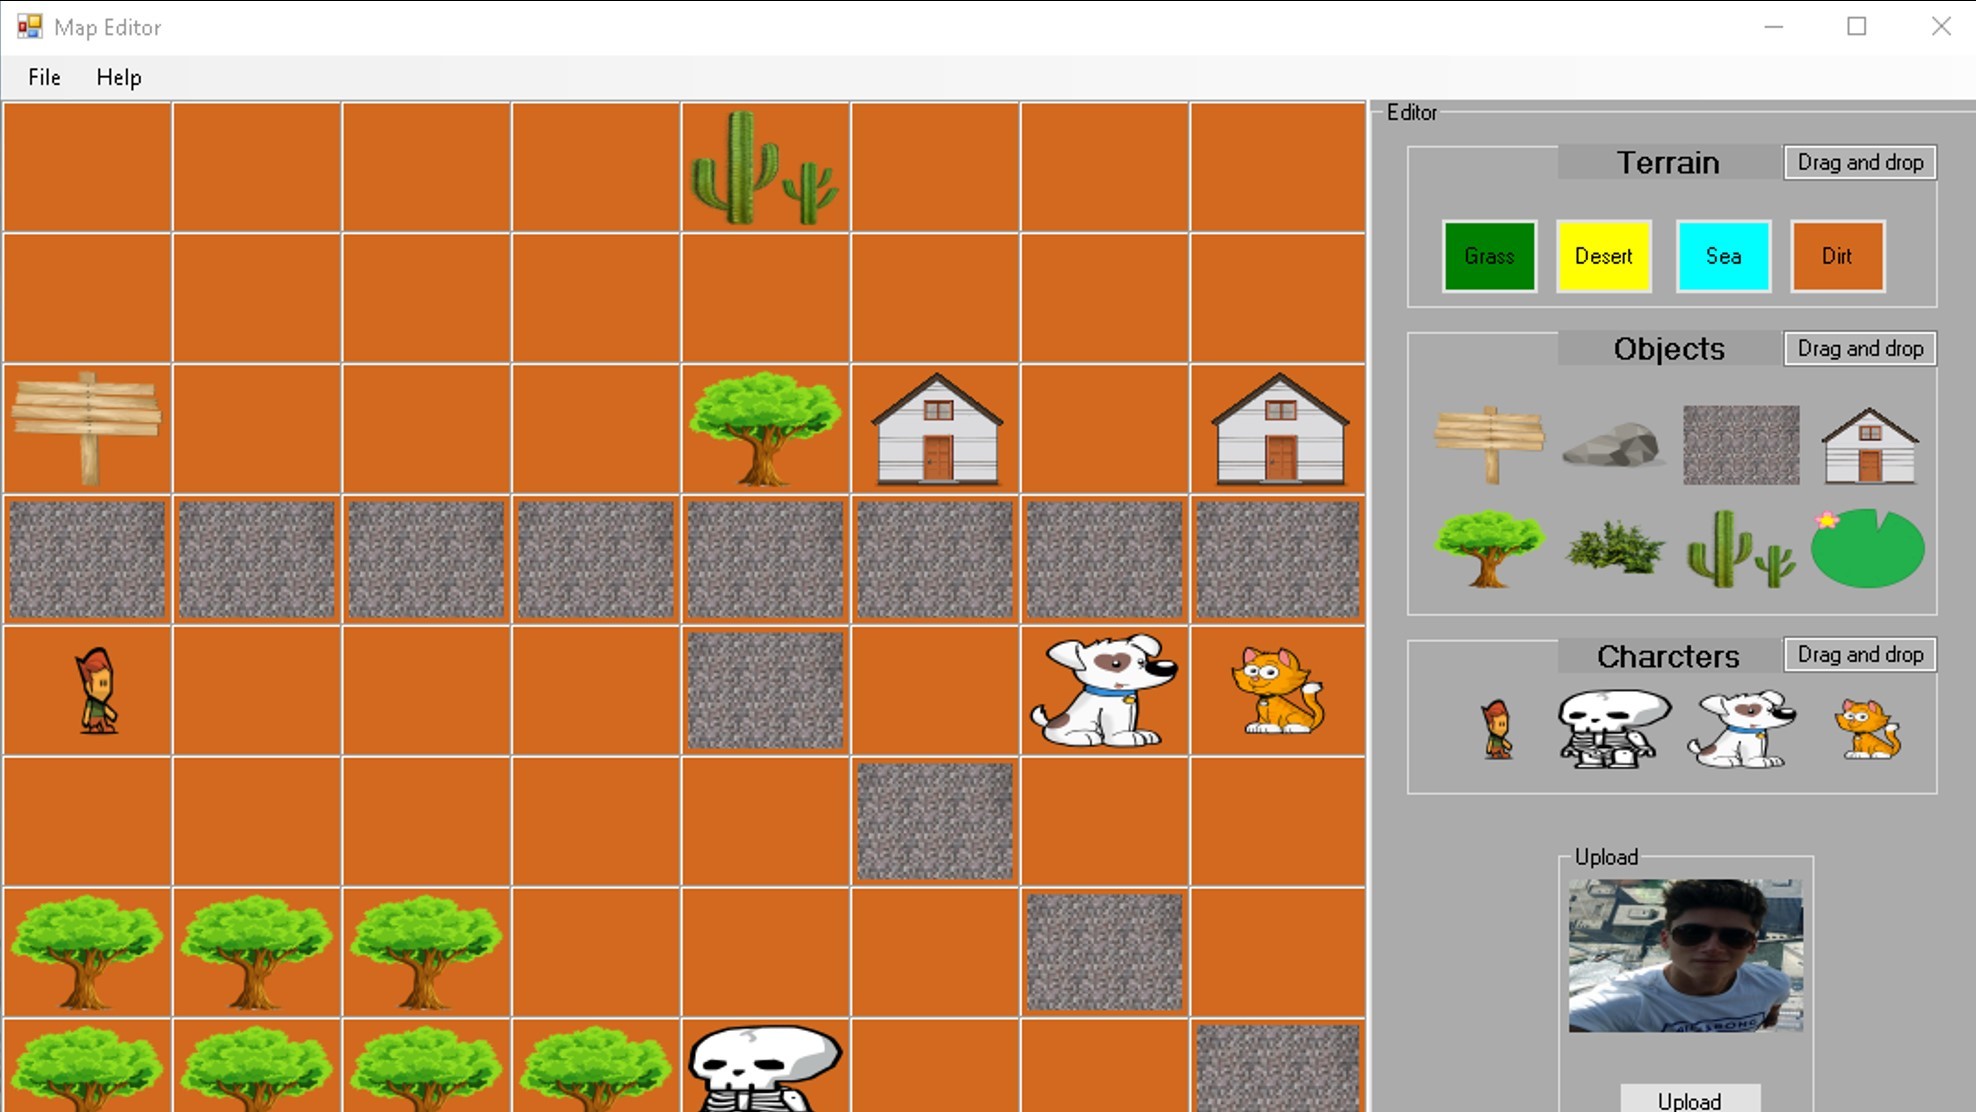 Map Editor
File Help
Editor
Terrain Drag and drop
Grass Desert Sea Dirt
Objects Drag and drop
Charcters Drag and drop
Upload
Upload